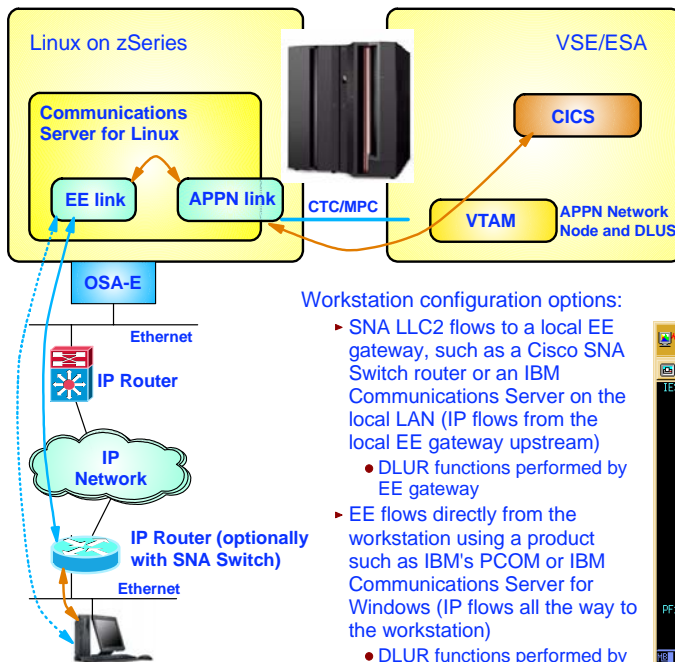 Linux on zSeries
VSE/ESA
Communications
Server for Linux
CICS
EE link
APPN link
CTC/MPC
VTAM
APPN Network
Node and DLUS
OSA-E
Ethernet
IP Router
IP
Network
IP Router (optionally
with SNA Switch)
Ethernet
Workstation configuration options:
► SNA LLC2 flows to a local EE
gateway, such as a Cisco SNA
Switch router or an IBM
Communications Server on the
local LAN (IP flows from the
local EE gateway upstream)
● DLUR functions performed by
EE gateway
► EE flows directly from the
workstation using a product
such as IBM's PCOM or IBM
Communications Server for
Windows (IP flows all the way to
the workstation)
● DLUR functions performed by
IES
PF